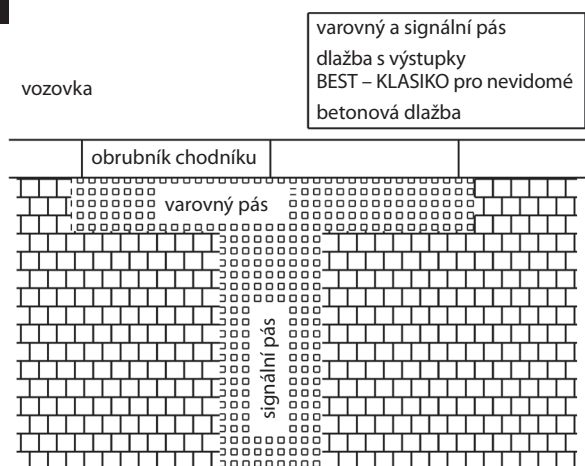 varovný a signální pás
dlažba s výstupky
BEST – KLASIKO pro nevidomé
betonová dlažba
vozovka
obrubník chodníku
varovný pás
signální pás